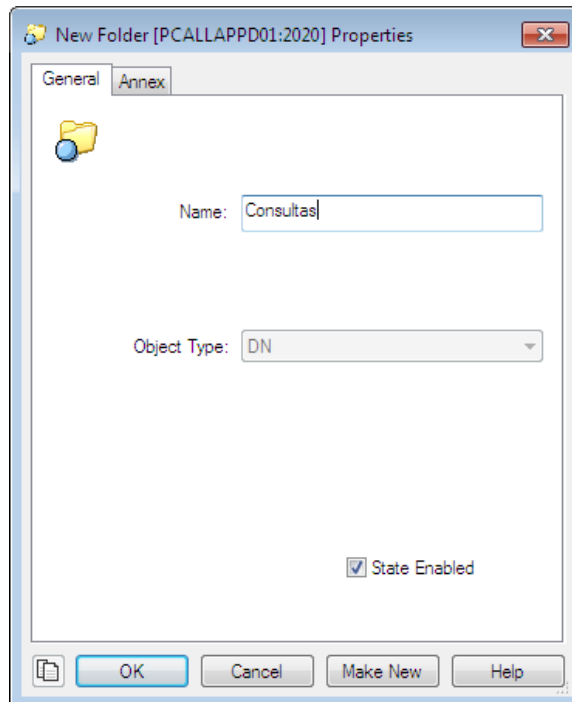 New Folder [PCALLAPPD01:2020] Properties
General Annex
Name: Consultas
Object Type: DN
State Enabled
OK Cancel Make New Help